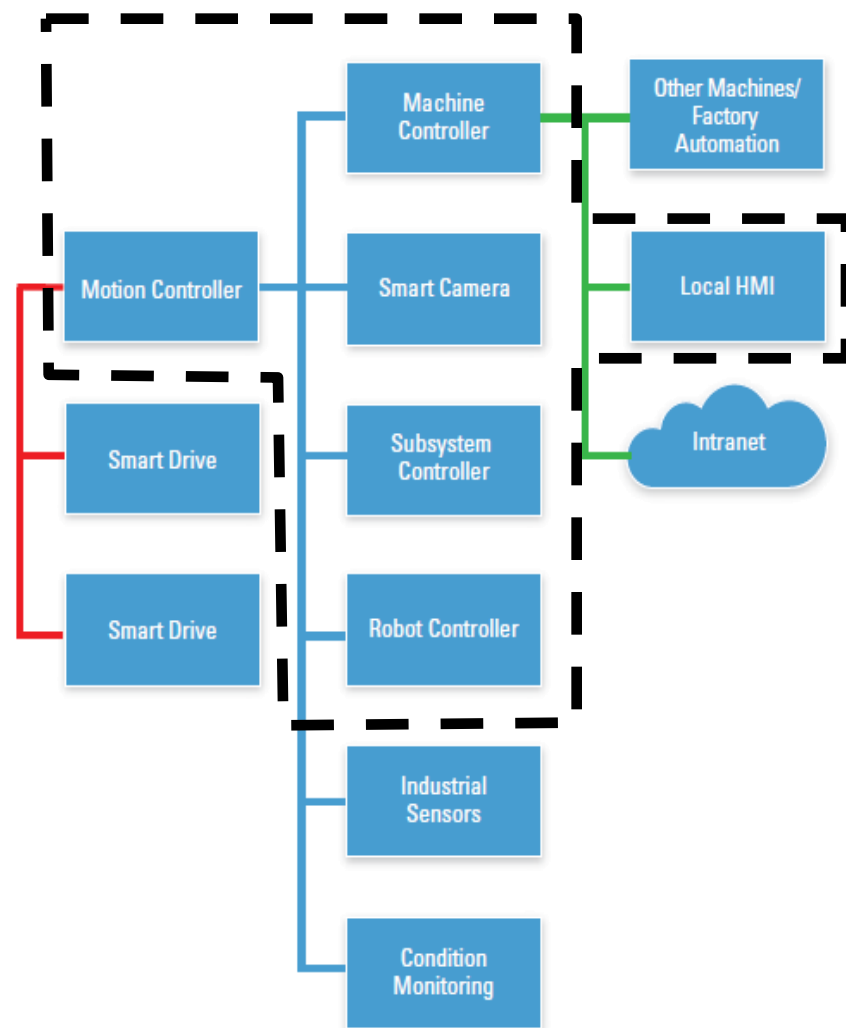 Machine
Controller
Other Machines/
Factory
Automation
Motion Controller
Smart Camera
Local HMI
Smart Drive
Subsystem
Controller
Intranet
Smart Drive
Robot Controller
Industrial
Sensors
Condition
Monitoring